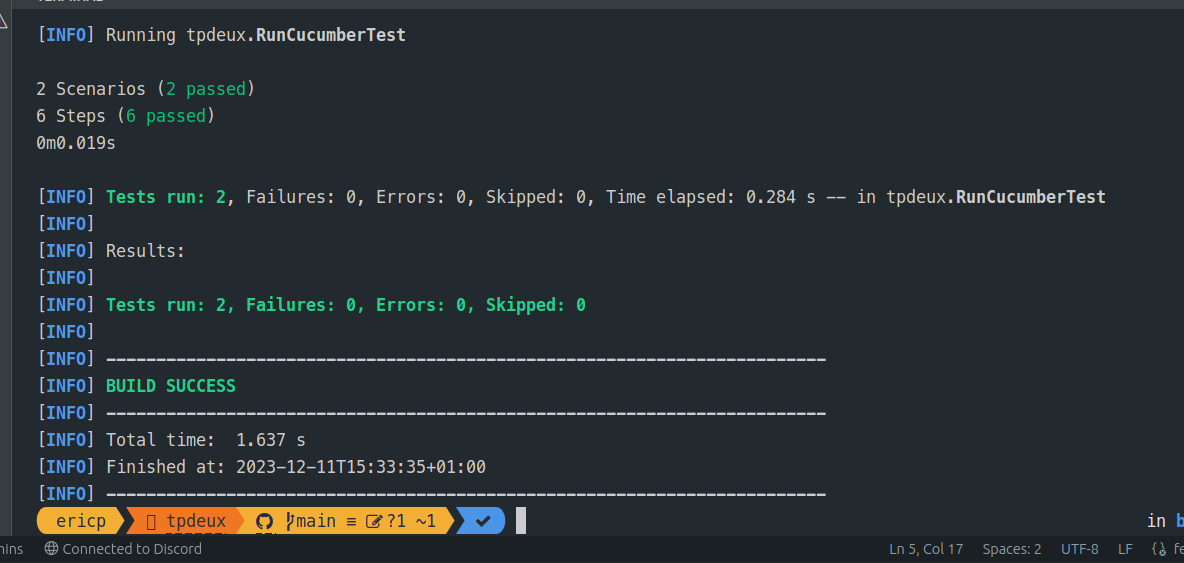 [INFO] Running tpdeux.RunCucumberTest
2 Scenarios (2 passed)
6 Steps (6 passed)
0m0.019s
[INFO] Tests run: 2, Failures: 0, Errors: 0, Skipped: 0, Time elapsed: 0.284 s -- in tpdeux.RunCucumberTest
[INFO]
[INFO] Results:
[INFO]
[INFO] Tests run: 2, Failures: 0, Errors: 0, Skipped: 0
[INFO]
[INFO] ------------------------------------------------------------------------
[INFO] BUILD SUCCESS
[INFO] ------------------------------------------------------------------------
[INFO] Total time:  1.637 s
[INFO] Finished at: 2023-12-11T15:33:35+01:00
[INFO] ------------------------------------------------------------------------
ericp tpdeux main ≡ ?1 ~1 in
Connected to Discord Ln 5, Col 17 Spaces: 2 UTF-8 LF